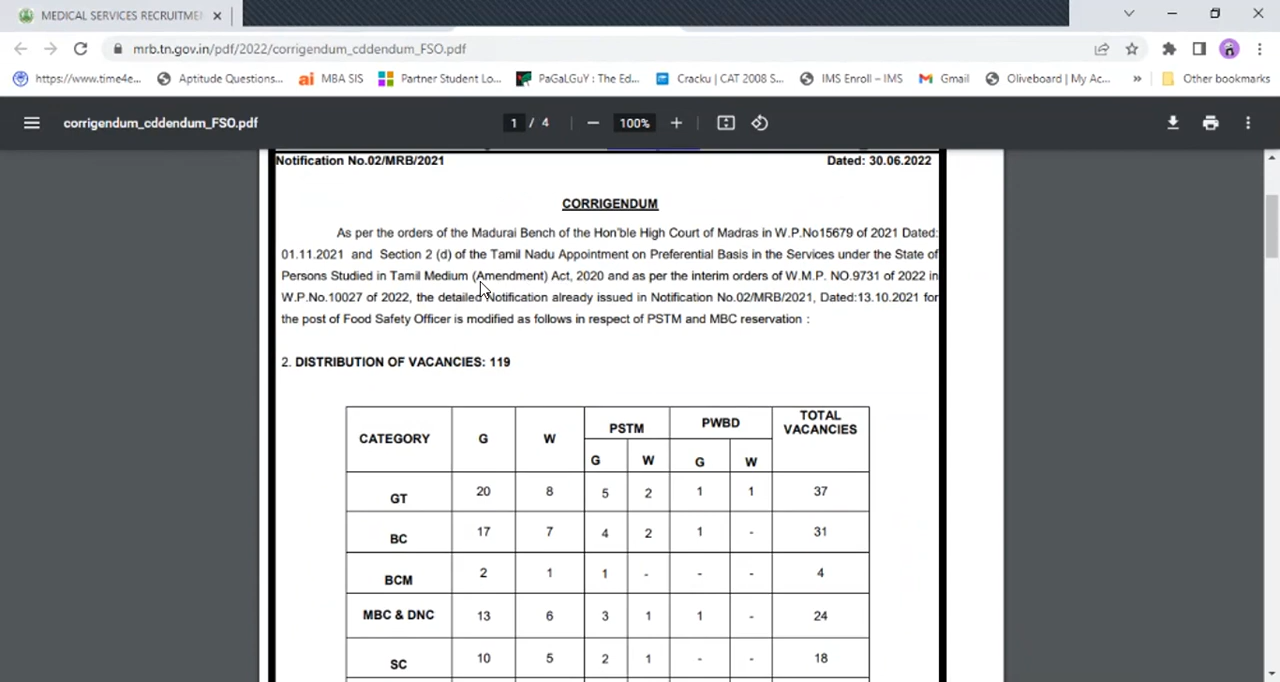 MEDICAL SERVICES RECRUITME
mrb.tn.gov.in/pdf/2022/corrigendum_cddendum_FSO.pdf
https://www.time4e... Aptitude Questions... ai MBA SIS Partner Student Lo... PaGaLGuY : The Ed... Cracku | CAT 2008 S... IMS Enroll – IMS Gmail Oliveboard | My Ac... » Other bookmarks
corrigendum_cddendum_FSO.pdf 1 / 4 100%
Notification No.02/MRB/2021 Dated: 30.06.2022
CORRIGENDUM
As per the orders of the Madurai Bench of the Hon'ble High Court of Madras in W.P.No15679 of 2021 Dated:
01.11.2021 and Section 2 (d) of the Tamil Nadu Appointment on Preferential Basis in the Services under the State of
Persons Studied in Tamil Medium (Amendment) Act, 2020 and as per the interim orders of W.M.P. NO.9731 of 2022 in
W.P.No.10027 of 2022, the detailed Notification already issued in Notification No.02/MRB/2021, Dated:13.10.2021 for
the post of Food Safety Officer is modified as follows in respect of PSTM and MBC reservation :
2. DISTRIBUTION OF VACANCIES: 119
CATEGORY G W PSTM PWBD TOTAL VACANCIES
G W G W
GT 20 8 5 2 1 1 37
BC 17 7 4 2 1 - 31
BCM 2 1 1 - - - 4
MBC & DNC 13 6 3 1 1 - 24
SC 10 5 2 1 - - 18